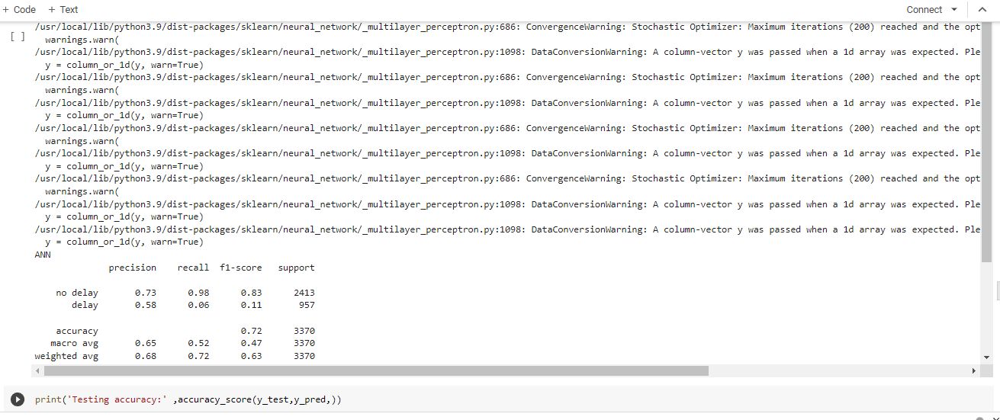 + Code + Text Connect
/usr/local/lib/python3.9/dist-packages/sklearn/neural_network/_multilayer_perceptron.py:686: ConvergenceWarning: Stochastic Optimizer: Maximum iterations (200) reached and the opt
[ ] warnings.warn(
/usr/local/lib/python3.9/dist-packages/sklearn/neural_network/_multilayer_perceptron.py:1098: DataConversionWarning: A column-vector y was passed when a 1d array was expected. Ple
y = column_or_1d(y, warn=True)
/usr/local/lib/python3.9/dist-packages/sklearn/neural_network/_multilayer_perceptron.py:686: ConvergenceWarning: Stochastic Optimizer: Maximum iterations (200) reached and the opt
warnings.warn(
/usr/local/lib/python3.9/dist-packages/sklearn/neural_network/_multilayer_perceptron.py:1098: DataConversionWarning: A column-vector y was passed when a 1d array was expected. Ple
y = column_or_1d(y, warn=True)
/usr/local/lib/python3.9/dist-packages/sklearn/neural_network/_multilayer_perceptron.py:686: ConvergenceWarning: Stochastic Optimizer: Maximum iterations (200) reached and the opt
warnings.warn(
/usr/local/lib/python3.9/dist-packages/sklearn/neural_network/_multilayer_perceptron.py:1098: DataConversionWarning: A column-vector y was passed when a 1d array was expected. Ple
y = column_or_1d(y, warn=True)
/usr/local/lib/python3.9/dist-packages/sklearn/neural_network/_multilayer_perceptron.py:686: ConvergenceWarning: Stochastic Optimizer: Maximum iterations (200) reached and the opt
warnings.warn(
/usr/local/lib/python3.9/dist-packages/sklearn/neural_network/_multilayer_perceptron.py:1098: DataConversionWarning: A column-vector y was passed when a 1d array was expected. Ple
y = column_or_1d(y, warn=True)
/usr/local/lib/python3.9/dist-packages/sklearn/neural_network/_multilayer_perceptron.py:1098: DataConversionWarning: A column-vector y was passed when a 1d array was expected. Ple
y = column_or_1d(y, warn=True)
ANN
precision recall f1-score support
no delay 0.73 0.98 0.83 2413
delay 0.58 0.06 0.11 957
accuracy 0.72 3370
macro avg 0.65 0.52 0.47 3370
weighted avg 0.68 0.72 0.63 3370
print('Testing accuracy:' ,accuracy_score(y_test,y_pred,))